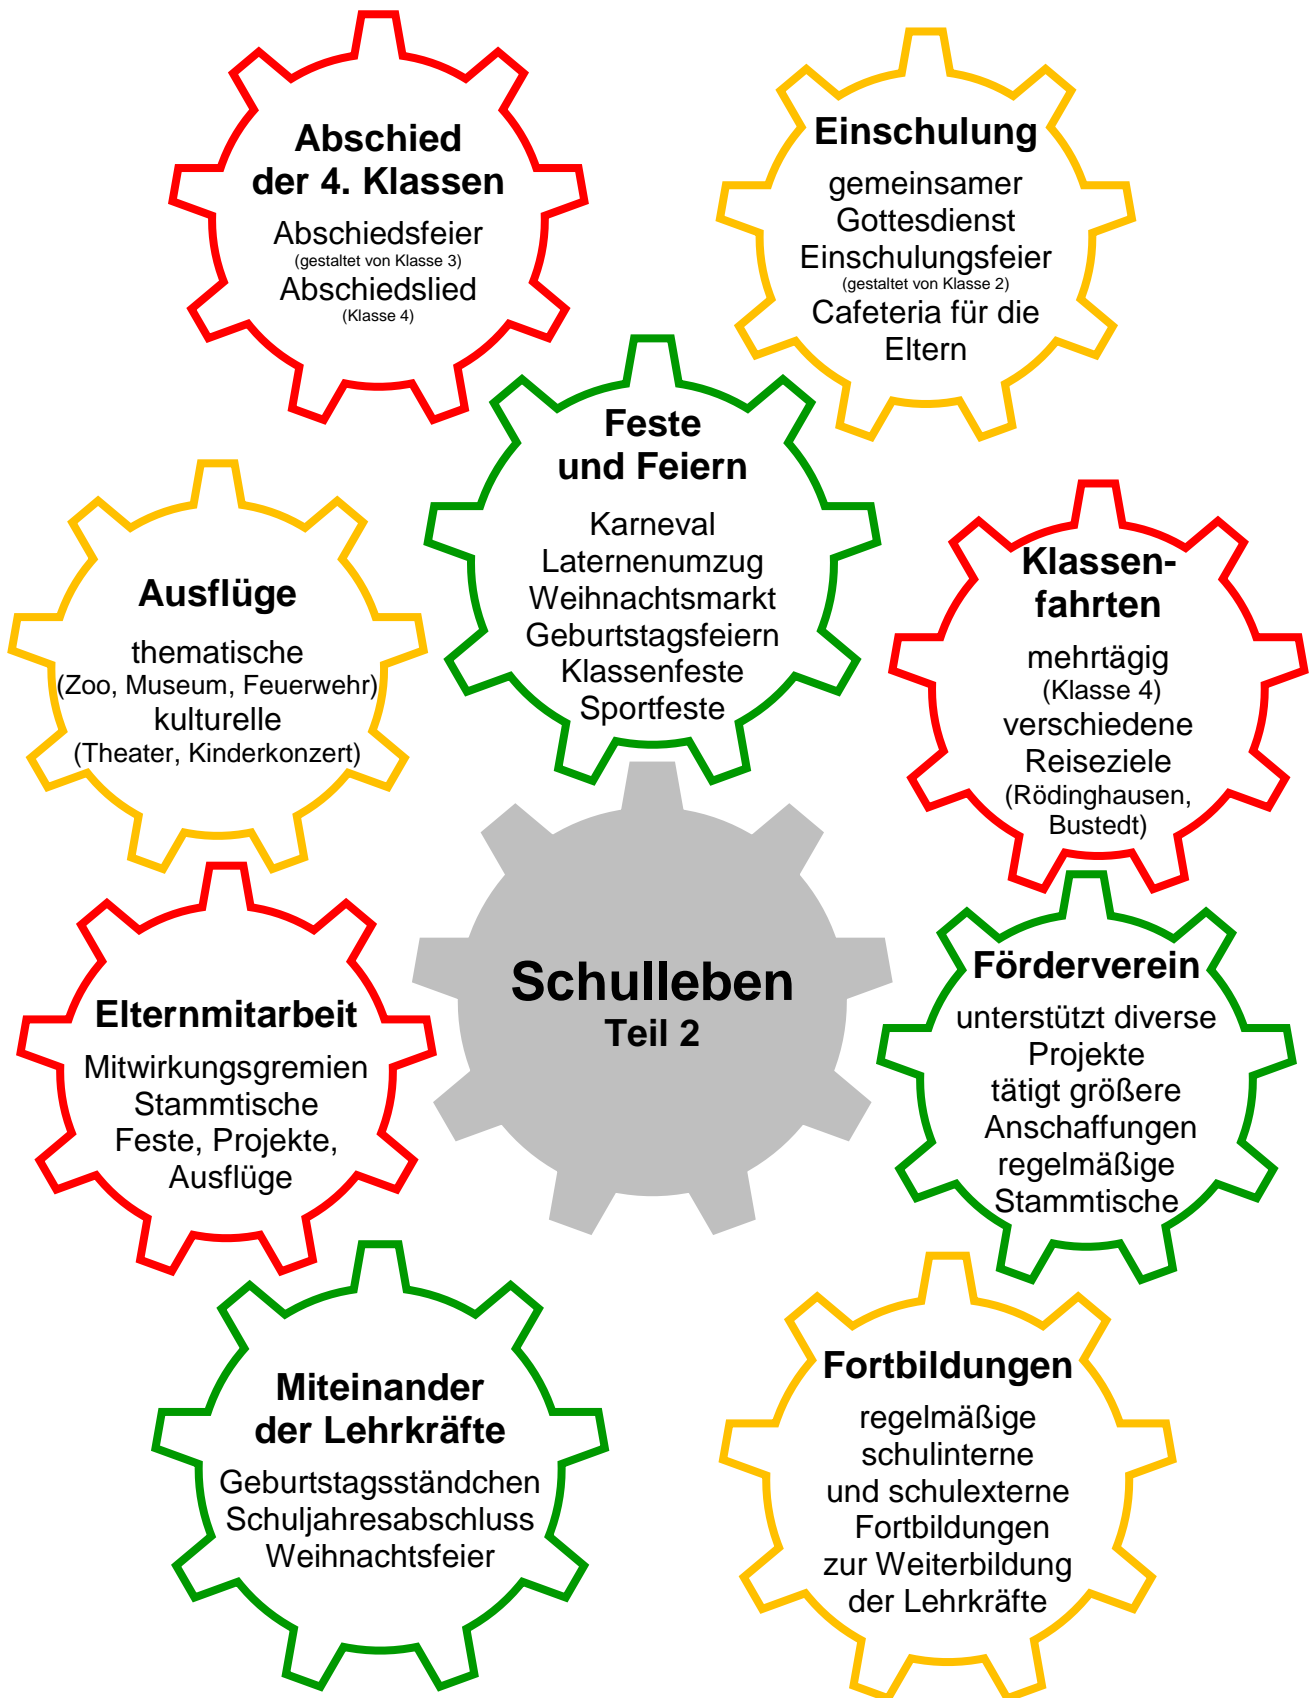 Abschied
der 4. Klassen
Abschiedsfeier
(gestaltet von Klasse 3)
Abschiedslied
(Klasse 4)
Einschulung
gemeinsamer
Gottesdienst
Einschulungsfeier
(gestaltet von Klasse 2)
Cafeteria für die
Eltern
Feste
und Feiern
Karneval
Laternenumzug
Weihnachtsmarkt
Geburtstagsfeiern
Klassenfeste
Sportfeste
Ausflüge
thematische
(Zoo, Museum, Feuerwehr)
kulturelle
(Theater, Kinderkonzert)
Klassen-
fahrten
mehrtägig
(Klasse 4)
verschiedene
Reiseziele
(Rödinghausen,
Bustedt)
Schulleben
Teil 2
Elternmitarbeit
Mitwirkungsgremien
Stammtische
Feste, Projekte,
Ausflüge
Förderverein
unterstützt diverse
Projekte
tätigt größere
Anschaffungen
regelmäßige
Stammtische
Miteinander
der Lehrkräfte
Geburtstagsständchen
Schuljahresabschluss
Weihnachtsfeier
Fortbildungen
regelmäßige
schulinterne
und schulexterne
Fortbildungen
zur Weiterbildung
der Lehrkräfte